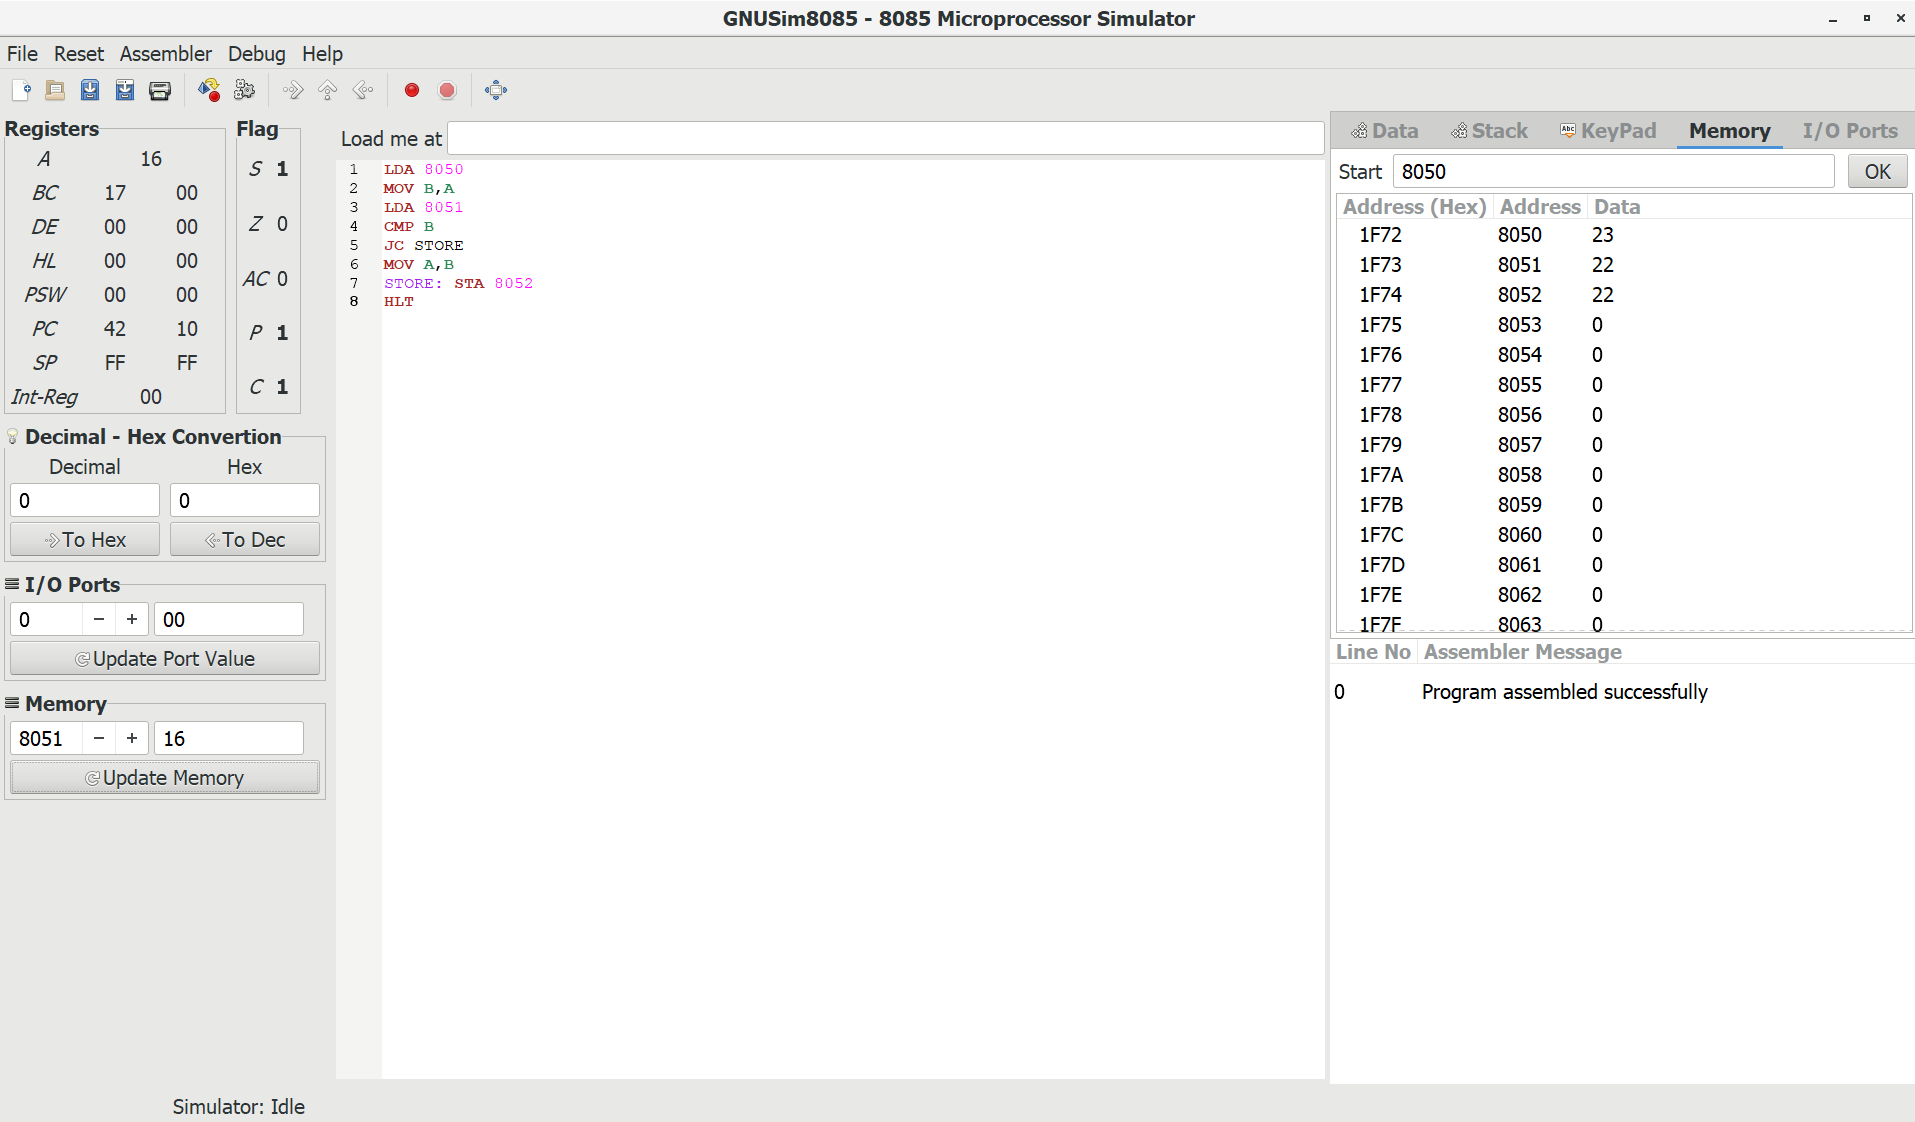 GNUSim8085 - 8085 Microprocessor Simulator
File Reset Assembler Debug Help
Registers
A 16
BC 17 00
DE 00 00
HL 00 00
PSW 00 00
PC 42 10
SP FF FF
Int-Reg 00
Flag
S 1
Z 0
AC 0
P 1
C 1
Decimal - Hex Convertion
Decimal Hex
0 0
To Hex To Dec
I/O Ports
0 − + 00
Update Port Value
Memory
8051 − + 16
Update Memory
Load me at
1 LDA 8050
2 MOV B,A
3 LDA 8051
4 CMP B
5 JC STORE
6 MOV A,B
7 STORE: STA 8052
8 HLT
Data Stack Abc KeyPad Memory I/O Ports
Start 8050 OK
Address (Hex) Address Data
1F72 8050 23
1F73 8051 22
1F74 8052 22
1F75 8053 0
1F76 8054 0
1F77 8055 0
1F78 8056 0
1F79 8057 0
1F7A 8058 0
1F7B 8059 0
1F7C 8060 0
1F7D 8061 0
1F7E 8062 0
1F7F 8063 0
Line No Assembler Message
0 Program assembled successfully
Simulator: Idle